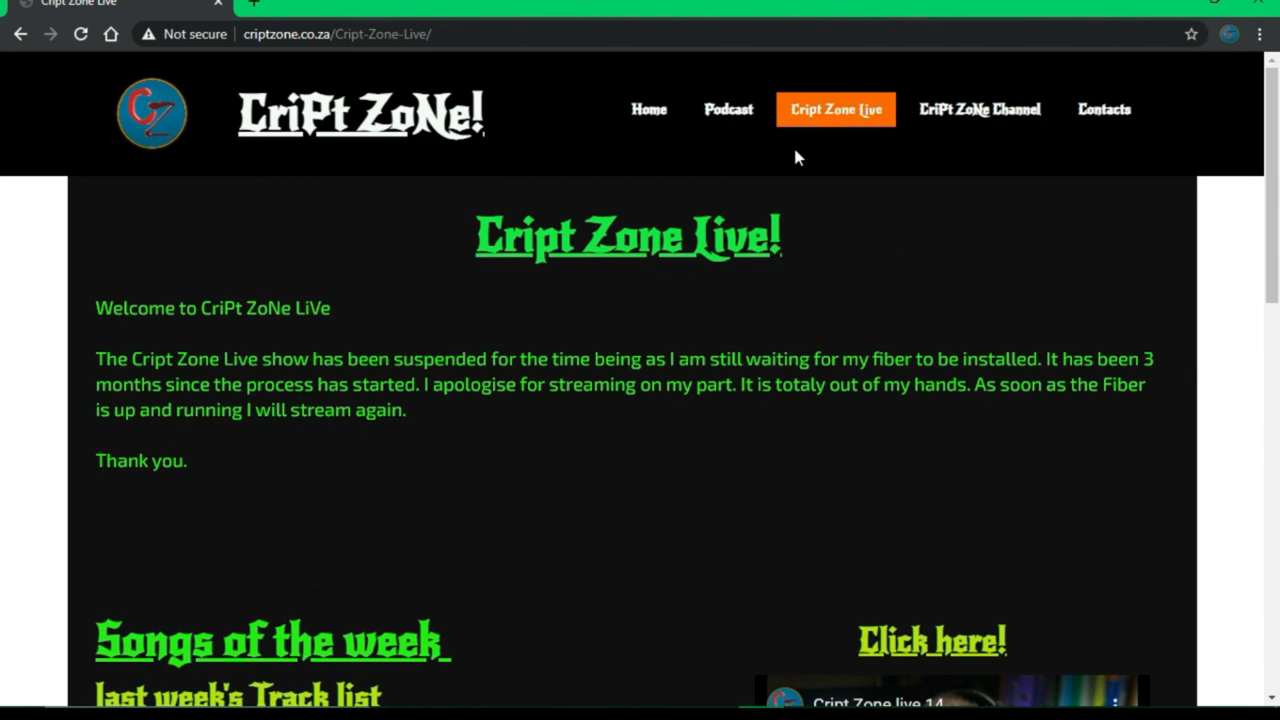 Cript Zone Live
Not secure
criptzone.co.za/Cript-Zone-Live/
CZ
CriPt ZoNe!
Home
Podcast
Cript Zone Live
CriPt ZoNe Channel
Contacts
Cript Zone Live!
Welcome to CriPt ZoNe LiVe
The Cript Zone Live show has been suspended for the time being as I am still waiting for my fiber to be installed. It has been 3
months since the process has started. I apologise for streaming on my part. It is totaly out of my hands. As soon as the Fiber
is up and running I will stream again.
Thank you.
Songs of the week
Click here!
last week's Track list
Cript Zone live 14